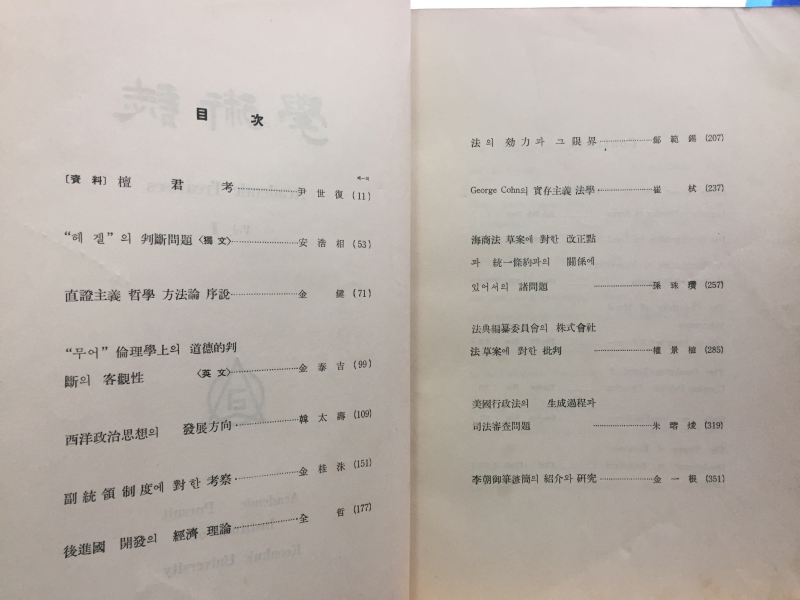 目 次
페-지
[資 料] 檀 君 考 尹 世 復 (11)
“헤 겔”의 判斷問題 〈獨 文〉 安 浩 相 (53)
直證主義 哲學 方法論 序說 金 健 (71)
“무어” 倫理學上의 道德的判
斷의 客觀性 〈英 文〉 金 泰 吉 (99)
西洋政治思想의 發展方向 韓 太 壽 (109)
副 統 領 制 度에 對 한 考 察 金 桂 洙 (151)
後進國 開發의 經濟 理論 全 哲 (177)
法 의 効 力 과 그 限 界 鄭 範 錫 (207)
George Cohn의 實存主義 法學 崔 栻 (237)
海商法 草案에 對한 改正點
과 統一條約과의 關係에
있어서의 諸問題 孫 珠 瓚 (257)
法典編纂委員會의 株式會社
法 草案에 對한 批判 權 景 植 (285)
美國行政法의 生成過程과
司法審査問題 朱 (319)
李朝御筆諺簡의 紹介와 硏究 金 一 根 (351)
學術誌
Academic
Pursuit
University